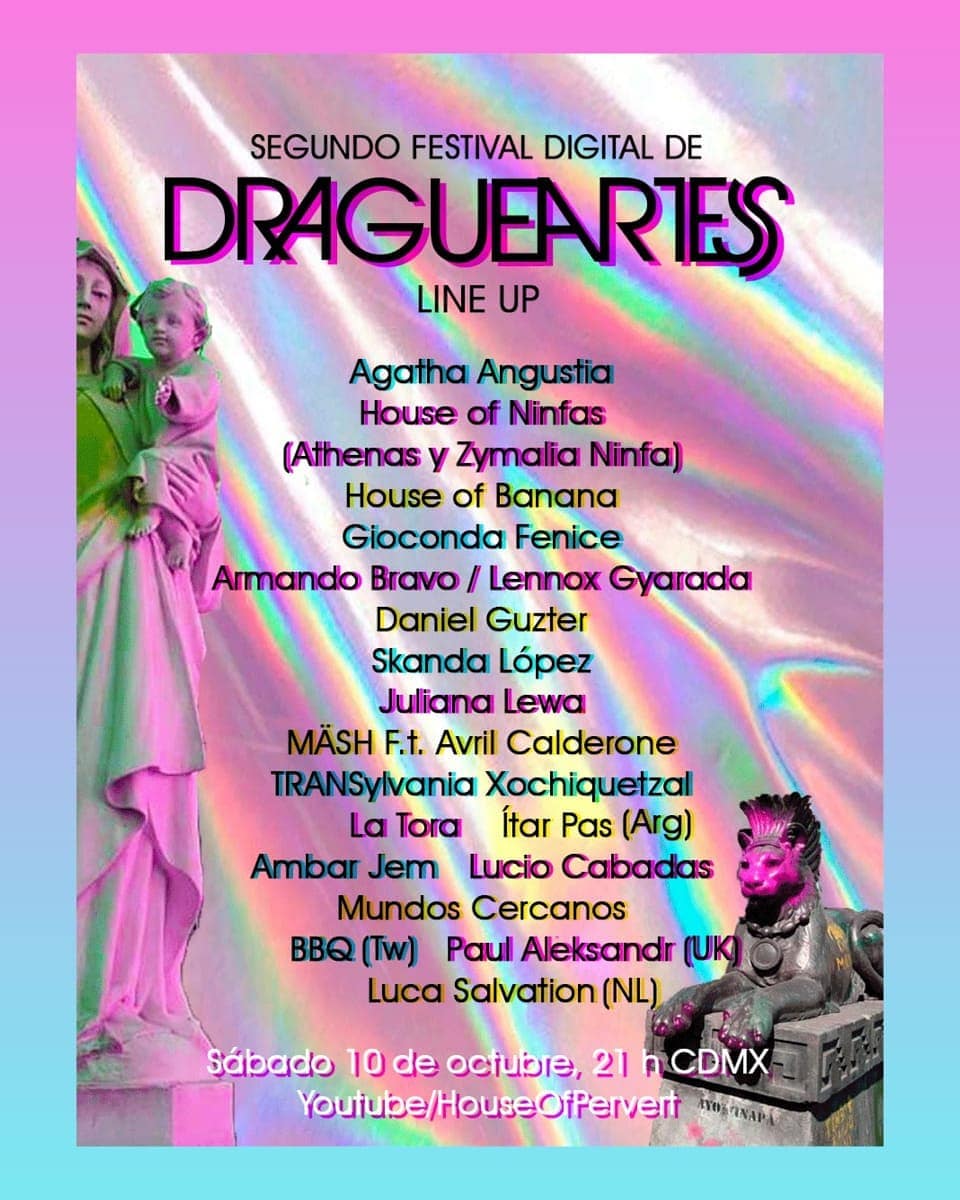 SEGUNDO FESTIVAL DIGITAL DE
DRAGUEARTESS
LINE UP
Agatha Angustia
House of Ninfas
(Athenas y Zymalia Ninfa)
House of Banana
Gioconda Fenice
Armando Bravo / Lennox Gyarada
Daniel Guzter
Skanda López
Juliana Lewa
MÄSH F.t. Avril Calderone
TRANSylvania Xochiquetzal
La Tora Ítar Pas (Arg)
Ambar Jem Lucio Cabadas
Mundos Cercanos
BBQ (Tw) Paul Aleksandr (UK)
Luca Salvation (NL)
Sábado 10 de octubre, 21 h CDMX
Youtube/HouseOfPervert